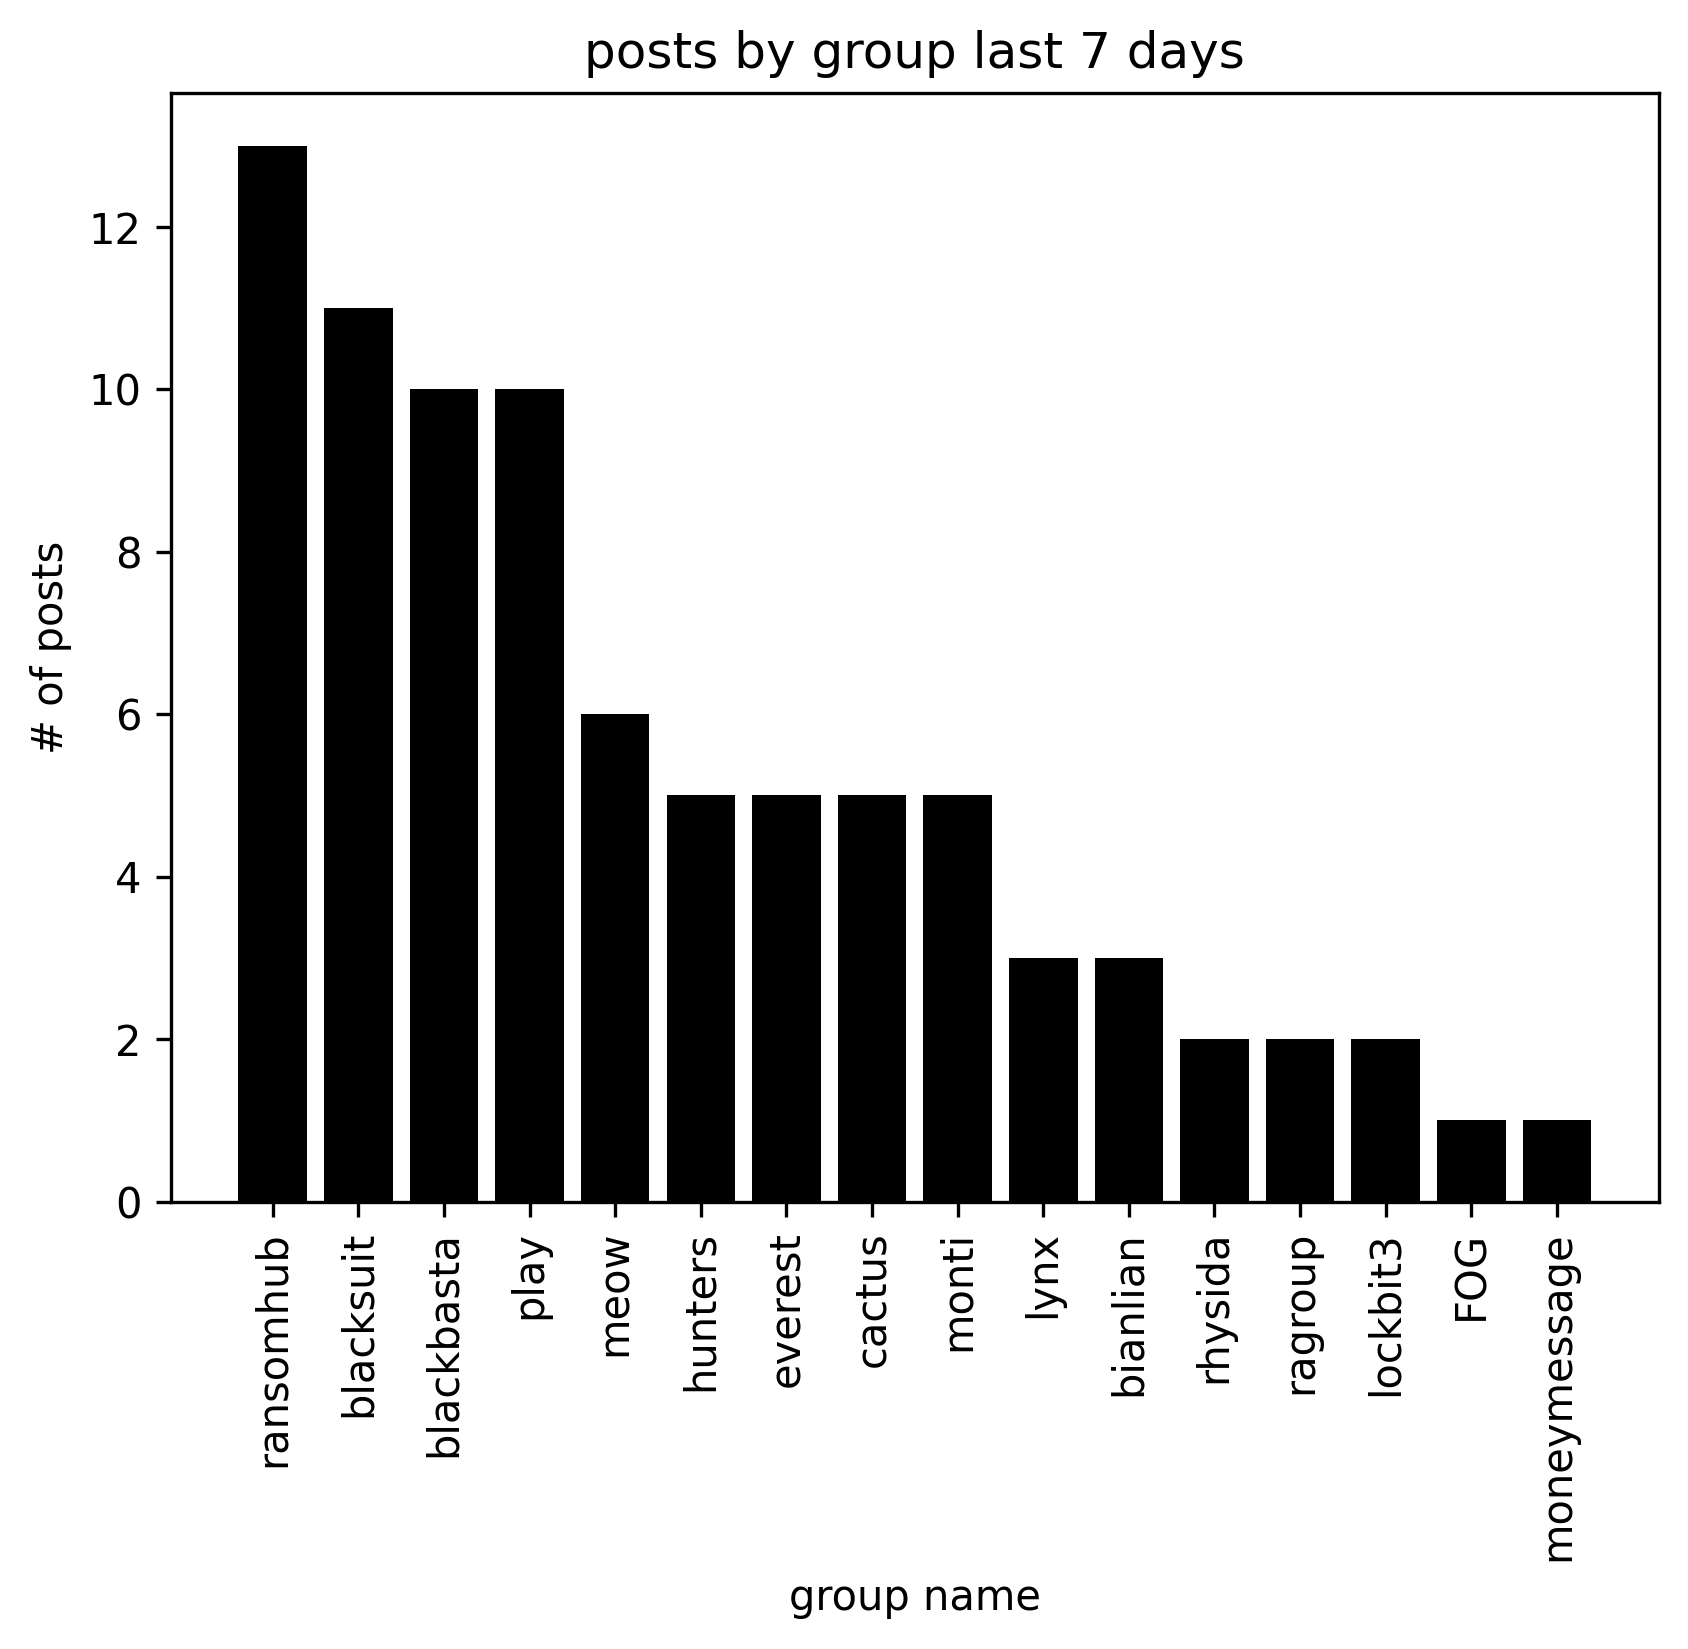 posts by group last 7 days
# of posts
12
10
8
6
4
2
0
ransomhub
blacksuit
blackbasta
play
meow
hunters
everest
cactus
monti
lynx
bianlian
rhysida
ragroup
lockbit3
FOG
moneymessage
group name